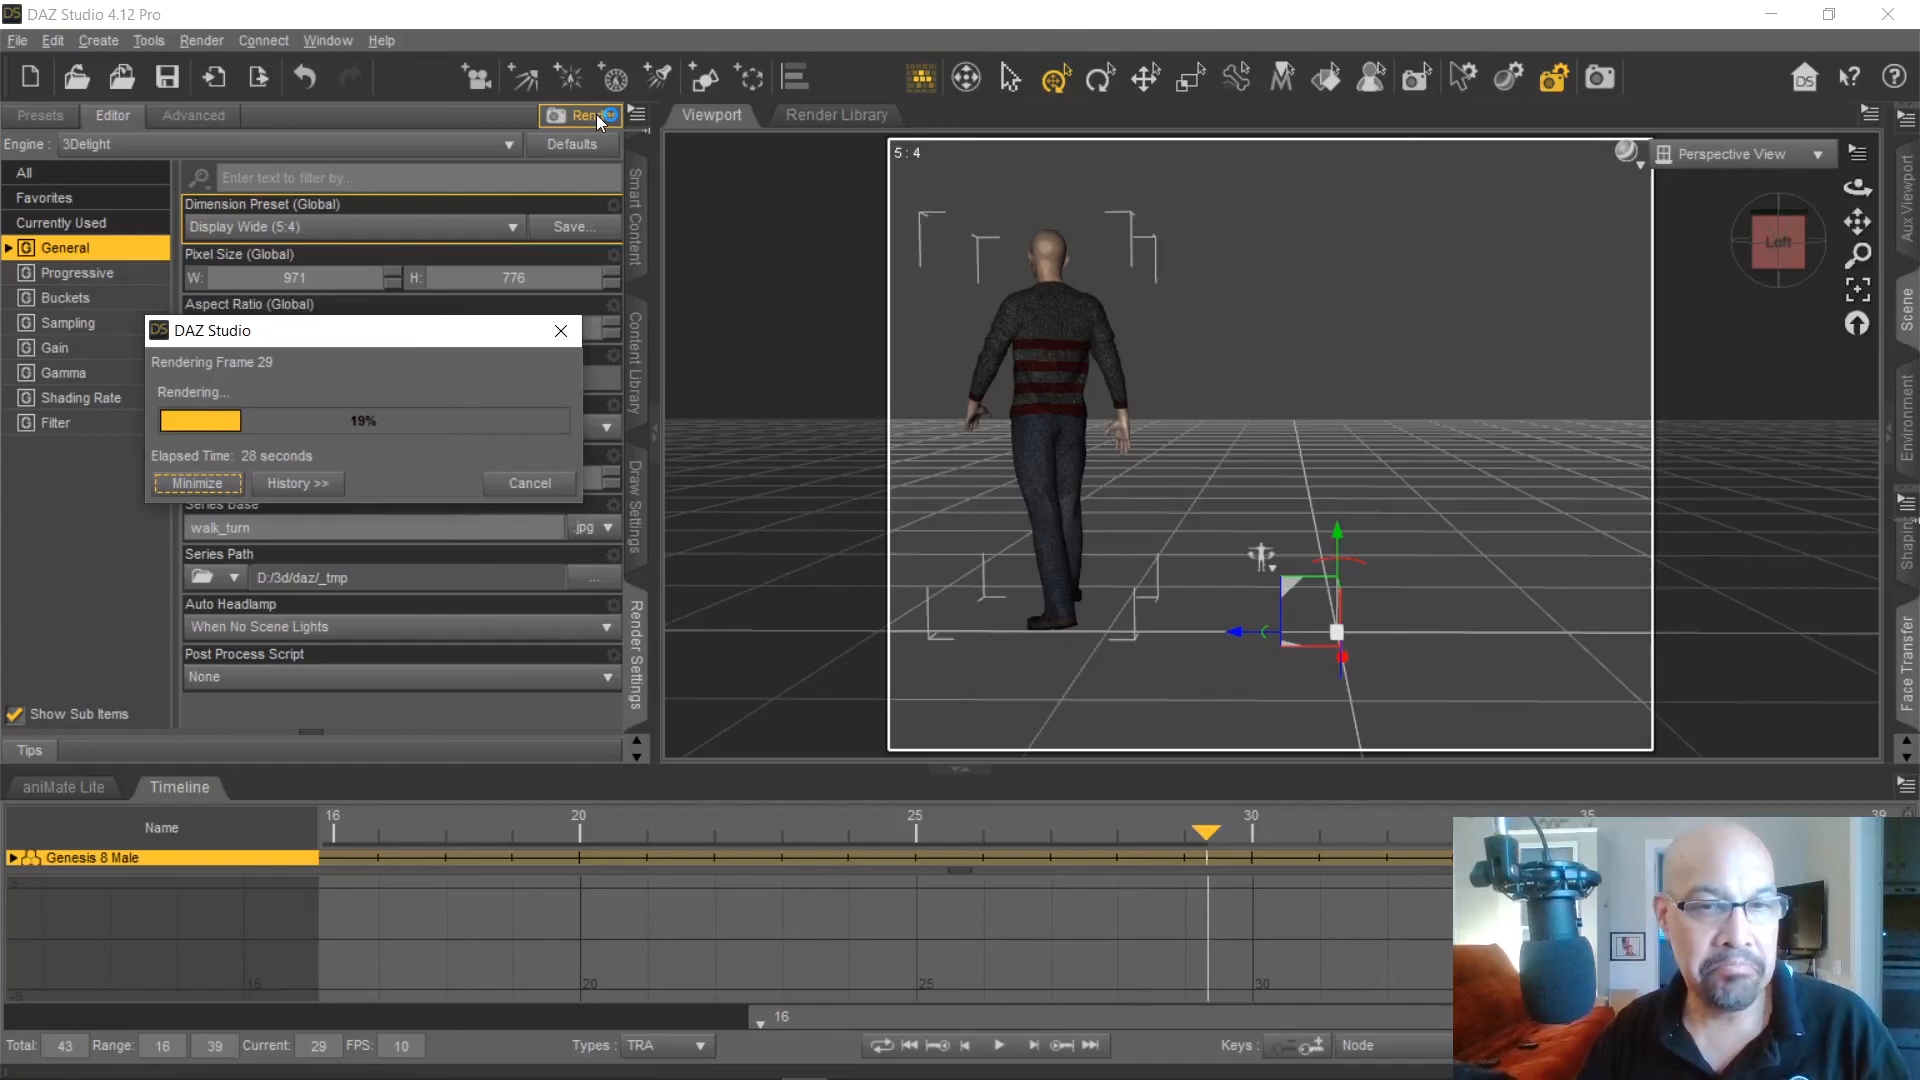 DAZ Studio 4.12 Pro
File Edit Create Tools Render Connect Window Help
Presets Editor Advanced
Viewport Render Library
Engine : 3Delight Defaults
All
Favorites
Currently Used
General
Progressive
Buckets
Sampling
Gain
Gamma
Shading Rate
Filter
Show Sub Items
Tips
Enter text to filter by...
Dimension Preset (Global)
Display Wide (5:4) Save...
Pixel Size (Global)
W: 971 H: 776
Aspect Ratio (Global)
DAZ Studio
Rendering Frame 29
Rendering...
19%
Elapsed Time: 28 seconds
Minimize History >> Cancel
walk_turn .jpg
Series Path
D:/3d/daz/_tmp ...
Auto Headlamp
When No Scene Lights
Post Process Script
None
Smart Content
Content Library
Draw Settings
Render Settings
5 : 4
Perspective View
Aux Viewport
Scene
Environment
Shaping
Face Transfer
aniMate Lite Timeline
Name
16 20 25 30 35 39
Genesis 8 Male
5
-5
15 20 25 30
16
Total: 43 Range: 16 39 Current: 29 FPS: 10
Types : TRA
Keys : Node